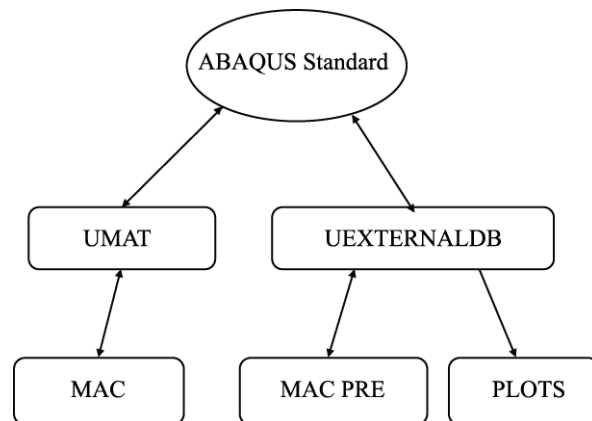 ABAQUS Standard
UMAT
UEXTERNALDB
MAC
MAC PRE
PLOTS